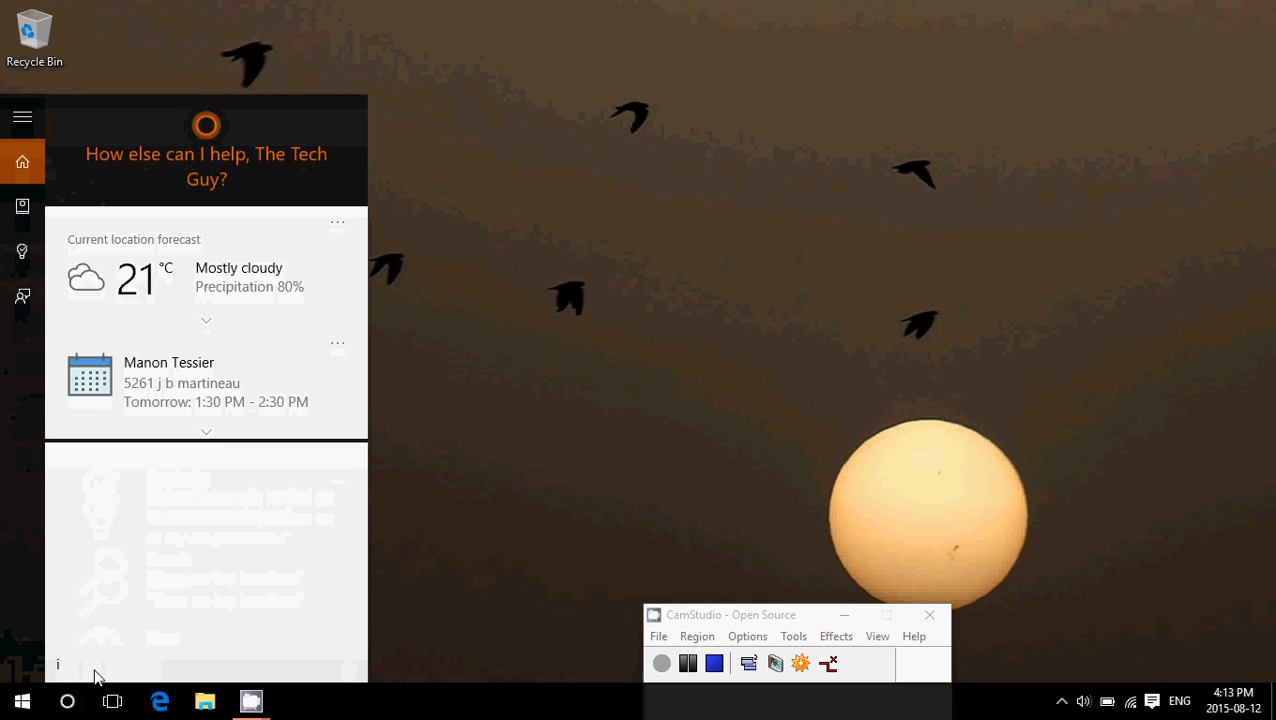 Recycle Bin
How else can I help, The Tech
Guy?
Current location forecast
21 °C
Mostly cloudy
Precipitation 80%
Manon Tessier
5261 j b martineau
Tomorrow: 1:30 PM - 2:30 PM
i
CamStudio - Open Source
File Region Options Tools Effects View Help
ENG
4:13 PM
2015-08-12